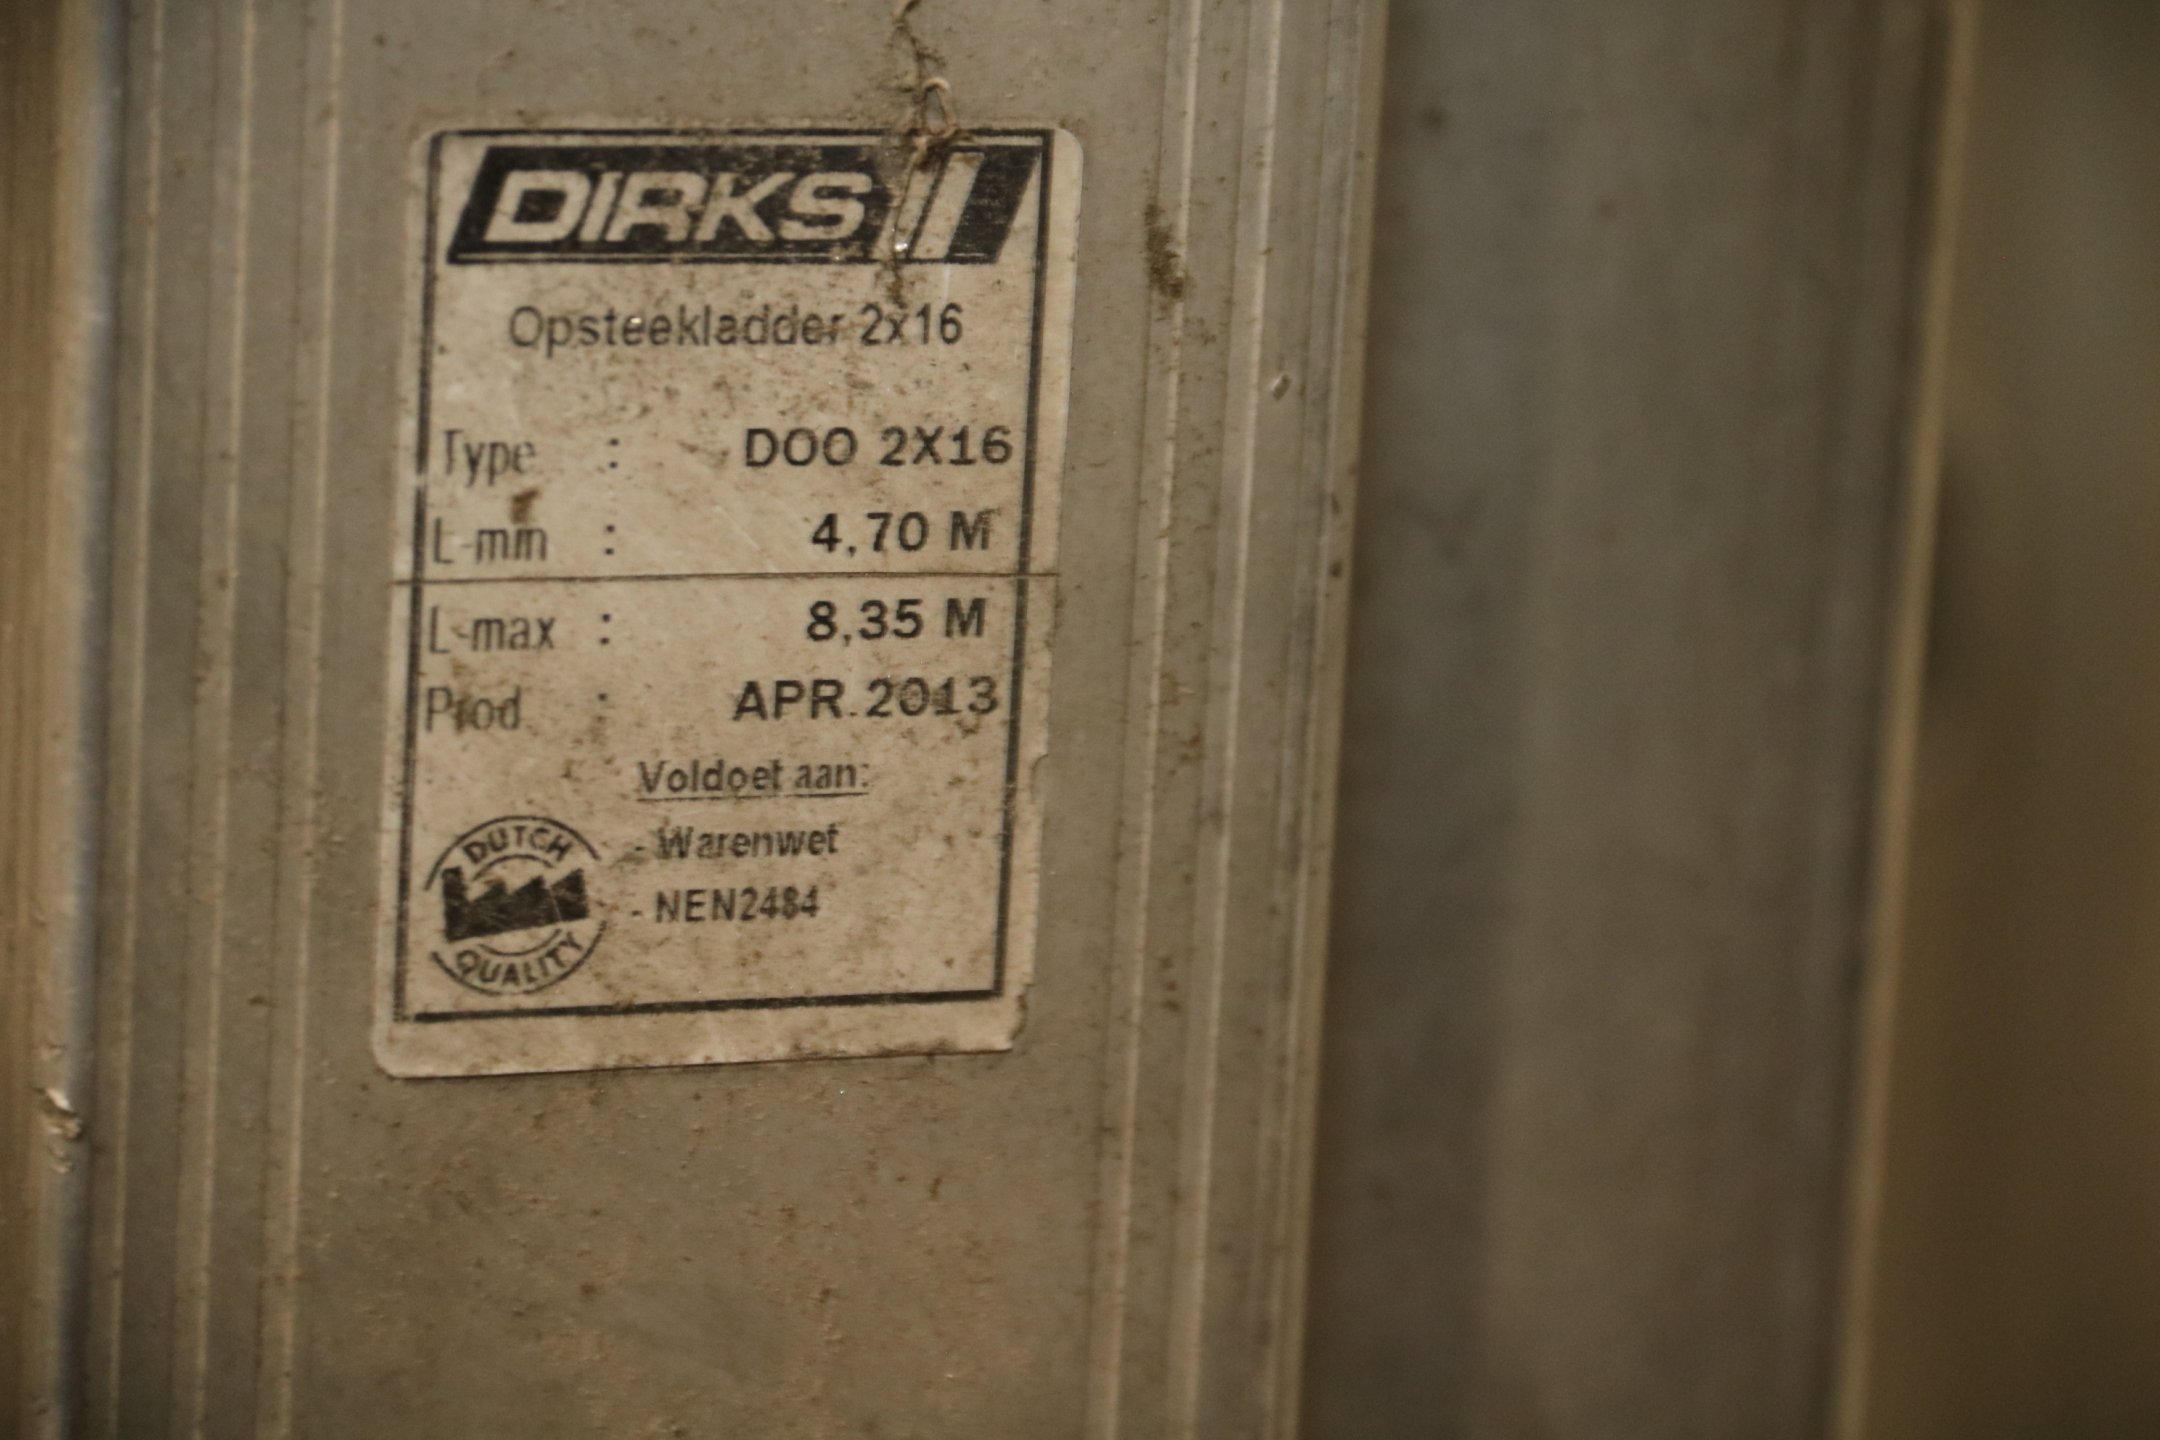 DIRKS
Opsteekladder 2x16
Type : DOO 2X16
L-min : 4,70 M
L-max : 8,35 M
Prod : APR.2013
Voldoet aan:
- Warenwet
- NEN2484
DUTCH
QUALITY